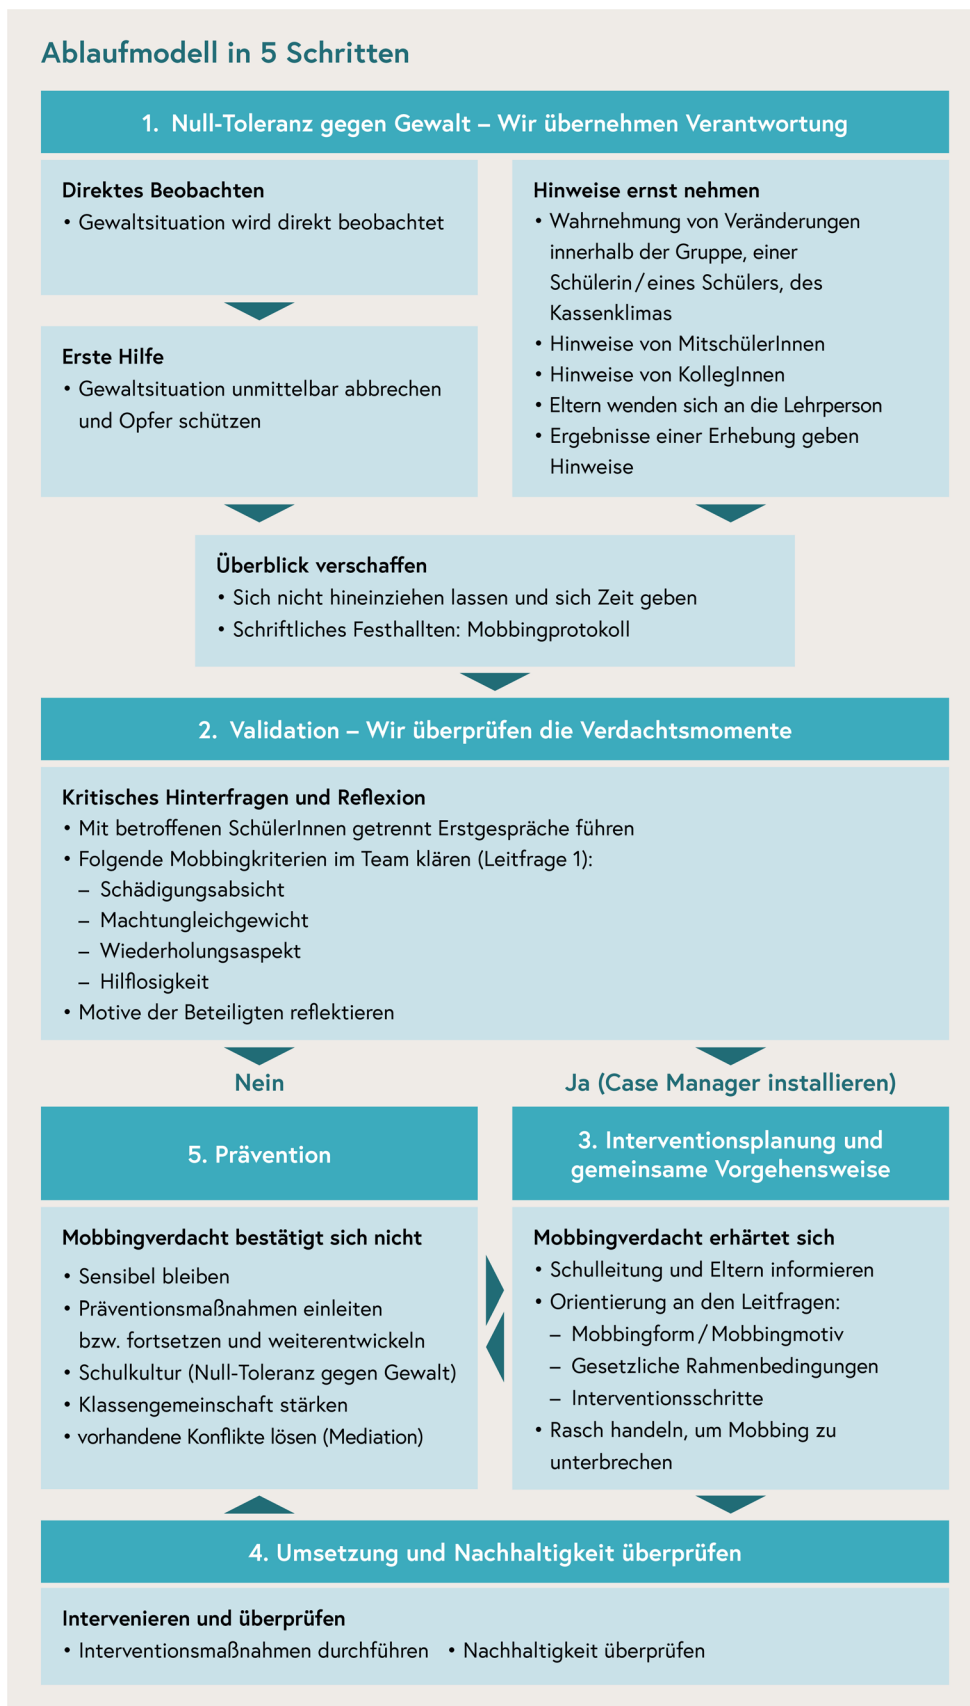 Ablaufmodell in 5 Schritten
1. Null-Toleranz gegen Gewalt – Wir übernehmen Verantwortung
Direktes Beobachten
• Gewaltsituation wird direkt beobachtet
Erste Hilfe
• Gewaltsituation unmittelbar abbrechen
und Opfer schützen
Hinweise ernst nehmen
• Wahrnehmung von Veränderungen
innerhalb der Gruppe, einer
Schülerin / eines Schülers, des
Kassenklimas
• Hinweise von MitschülerInnen
• Hinweise von KollegInnen
• Eltern wenden sich an die Lehrperson
• Ergebnisse einer Erhebung geben
Hinweise
Überblick verschaffen
• Sich nicht hineinziehen lassen und sich Zeit geben
• Schriftliches Festhallten: Mobbingprotokoll
2. Validation – Wir überprüfen die Verdachtsmomente
Kritisches Hinterfragen und Reflexion
• Mit betroffenen SchülerInnen getrennt Erstgespräche führen
• Folgende Mobbingkriterien im Team klären (Leitfrage 1):
– Schädigungsabsicht
– Machtungleichgewicht
– Wiederholungsaspekt
– Hilflosigkeit
• Motive der Beteiligten reflektieren
Nein
Ja (Case Manager installieren)
5. Prävention
Mobbingverdacht bestätigt sich nicht
• Sensibel bleiben
• Präventionsmaßnahmen einleiten
bzw. fortsetzen und weiterentwickeln
• Schulkultur (Null-Toleranz gegen Gewalt)
• Klassengemeinschaft stärken
• vorhandene Konflikte lösen (Mediation)
3. Interventionsplanung und
gemeinsame Vorgehensweise
Mobbingverdacht erhärtet sich
• Schulleitung und Eltern informieren
• Orientierung an den Leitfragen:
– Mobbingform / Mobbingmotiv
– Gesetzliche Rahmenbedingungen
– Interventionsschritte
• Rasch handeln, um Mobbing zu
unterbrechen
4. Umsetzung und Nachhaltigkeit überprüfen
Intervenieren und überprüfen
• Interventionsmaßnahmen durchführen • Nachhaltigkeit überprüfen